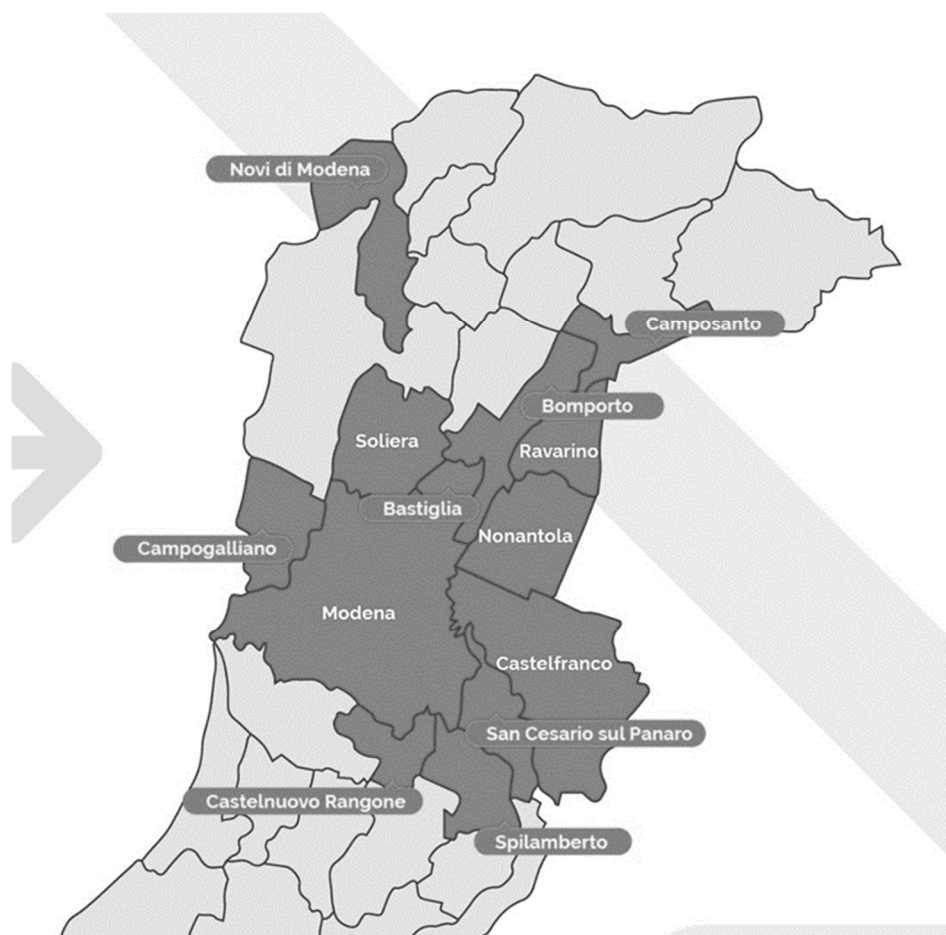 Novi di Modena
Camposanto
Bomporto
Soliera
Ravarino
Bastiglia
Nonantola
Campogalliano
Modena
Castelfranco
San Cesario sul Panaro
Castelnuovo Rangone
Spilamberto